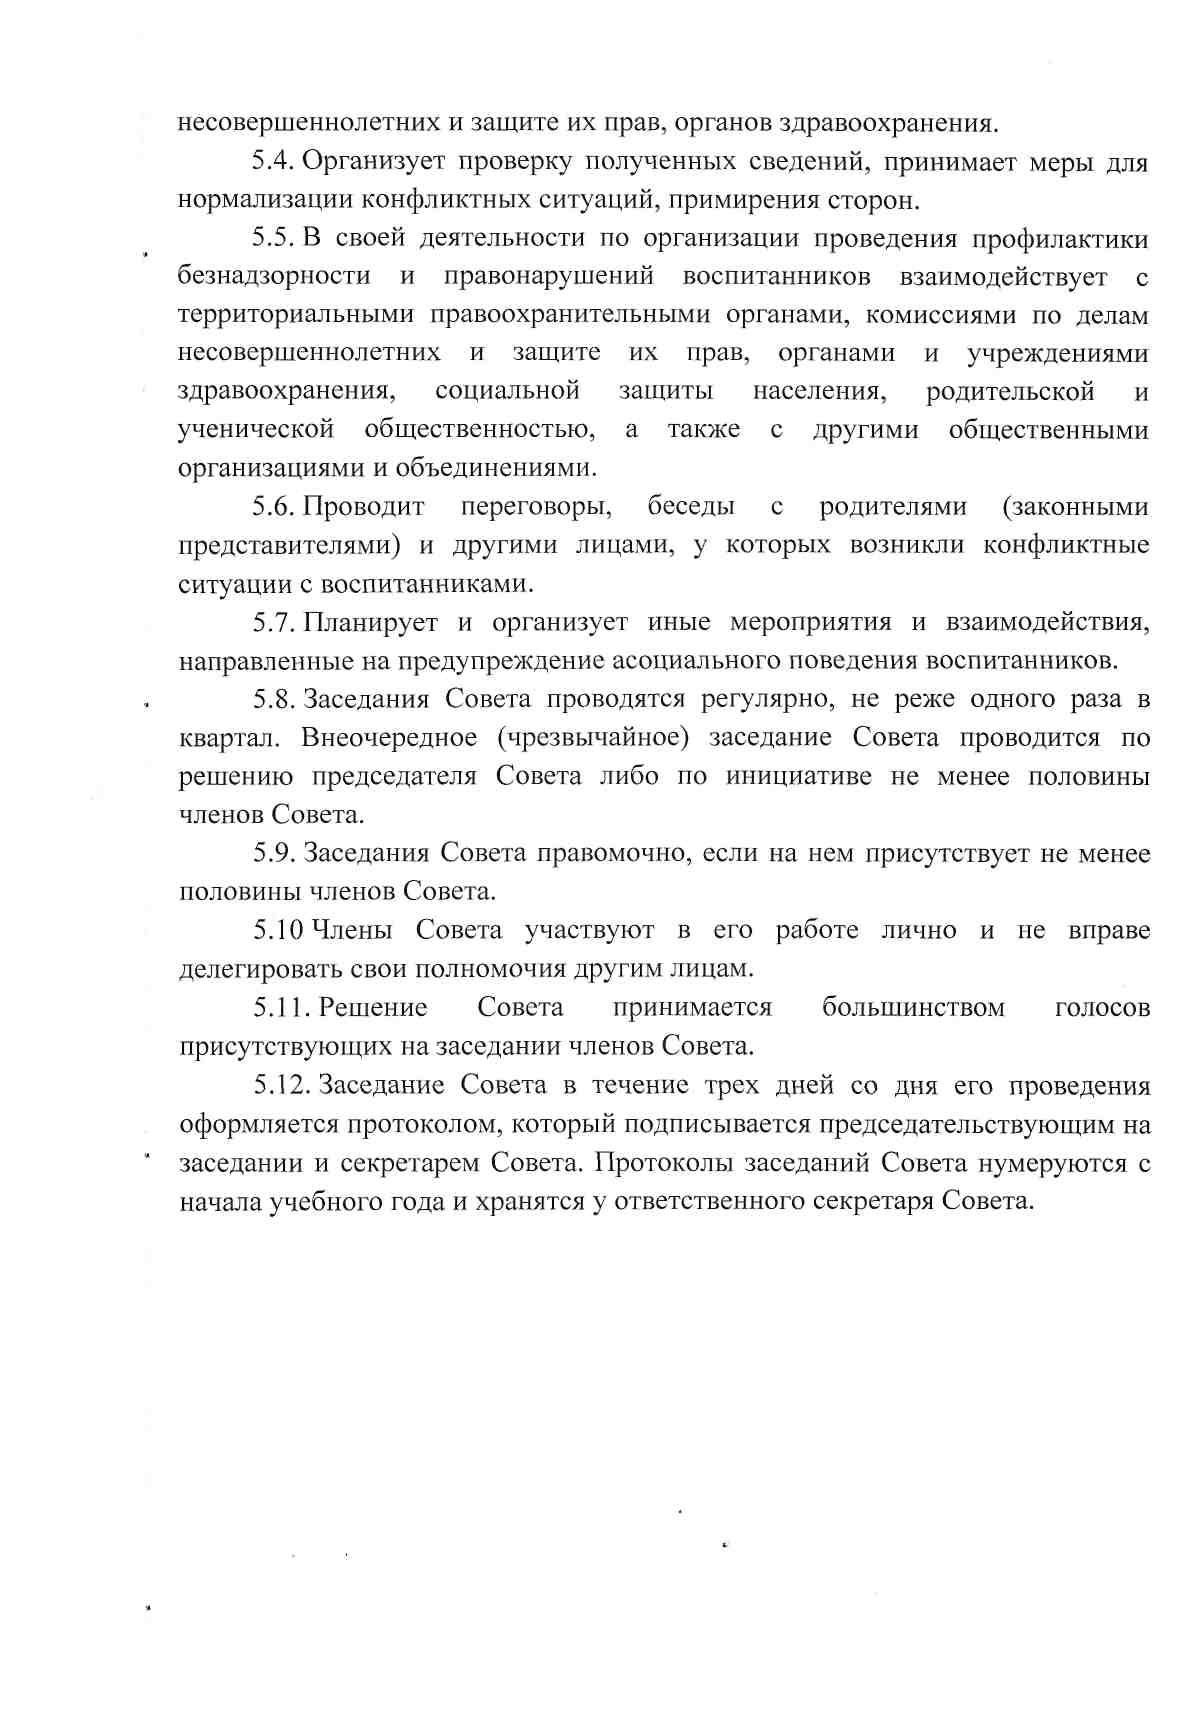 несовершеннолетних и защите их прав, органов здравоохранения.
5.4. Организует проверку полученных сведений, принимает меры для
нормализации конфликтных ситуаций, примирения сторон.
5.5. В своей деятельности по организации проведения профилактики
безнадзорности и правонарушений воспитанников взаимодействует с
территориальными правоохранительными органами, комиссиями по делам
несовершеннолетних и защите их прав, органами и учреждениями
здравоохранения, социальной защиты населения, родительской и
ученической общественностью, а также с другими общественными
организациями и объединениями.
5.6. Проводит переговоры, беседы с родителями (законными
представителями) и другими лицами, у которых возникли конфликтные
ситуации с воспитанниками.
5.7. Планирует и организует иные мероприятия и взаимодействия,
направленные на предупреждение асоциального поведения воспитанников.
5.8. Заседания Совета проводятся регулярно, не реже одного раза в
квартал. Внеочередное (чрезвычайное) заседание Совета проводится по
решению председателя Совета либо по инициативе не менее половины
членов Совета.
5.9. Заседания Совета правомочно, если на нем присутствует не менее
половины членов Совета.
5.10 Члены Совета участвуют в его работе лично и не вправе
делегировать свои полномочия другим лицам.
5.11. Решение Совета принимается большинством голосов
присутствующих на заседании членов Совета.
5.12. Заседание Совета в течение трех дней со дня его проведения
оформляется протоколом, который подписывается председательствующим на
заседании и секретарем Совета. Протоколы заседаний Совета нумеруются с
начала учебного года и хранятся у ответственного секретаря Совета.